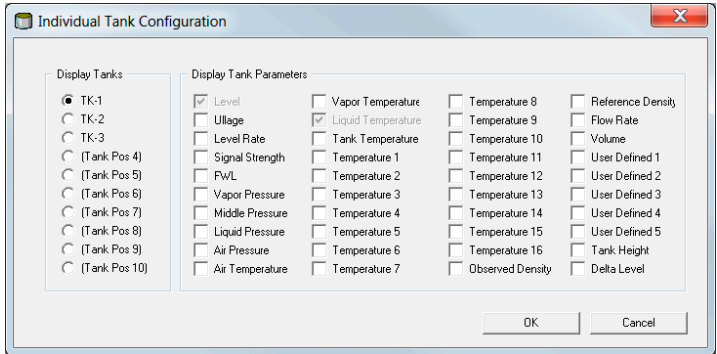 Individual Tank Configuration
Display Tanks
TK-1
TK-2
TK-3
(Tank Pos 4)
(Tank Pos 5)
(Tank Pos 6)
(Tank Pos 7)
(Tank Pos 8)
(Tank Pos 9)
(Tank Pos 10)
Display Tank Parameters
Level
Ullage
Level Rate
Signal Strength
FWL
Vapor Pressure
Middle Pressure
Liquid Pressure
Air Pressure
Air Temperature
Vapor Temperature
Liquid Temperature
Tank Temperature
Temperature 1
Temperature 2
Temperature 3
Temperature 4
Temperature 5
Temperature 6
Temperature 7
Temperature 8
Temperature 9
Temperature 10
Temperature 11
Temperature 12
Temperature 13
Temperature 14
Temperature 15
Temperature 16
Observed Density
Reference Density
Flow Rate
Volume
User Defined 1
User Defined 2
User Defined 3
User Defined 4
User Defined 5
Tank Height
Delta Level
OK
Cancel